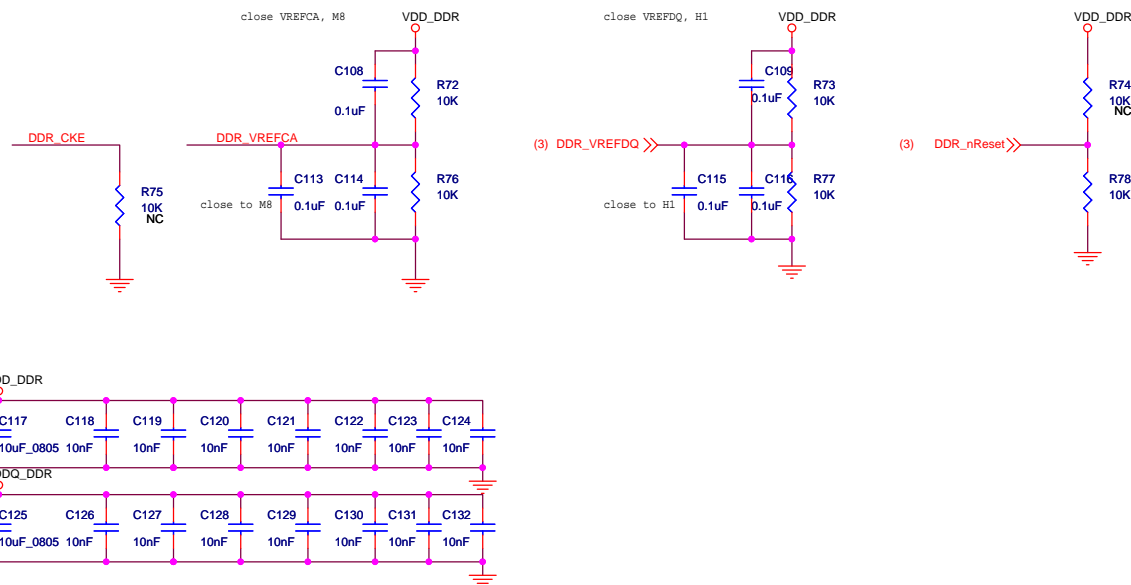 close VREFCA, M8
VDD_DDR
close VREFDQ, H1
VDD_DDR
VDD_DDR
C108
0.1uF
R72
10K
C109
0.1uF
R73
10K
R74
10K
NC
DDR_CKE
DDR_VREFCA
(3) DDR_VREFDQ
(3) DDR_nReset
R75
10K
NC
close to M8
C113
0.1uF
C114
0.1uF
R76
10K
close to H1
C115
0.1uF
C116
0.1uF
R77
10K
R78
10K
DD_DDR
C117
10uF_0805
C118
10nF
C119
10nF
C120
10nF
C121
10nF
C122
10nF
C123
10nF
C124
10nF
DDQ_DDR
C125
10uF_0805
C126
10nF
C127
10nF
C128
10nF
C129
10nF
C130
10nF
C131
10nF
C132
10nF